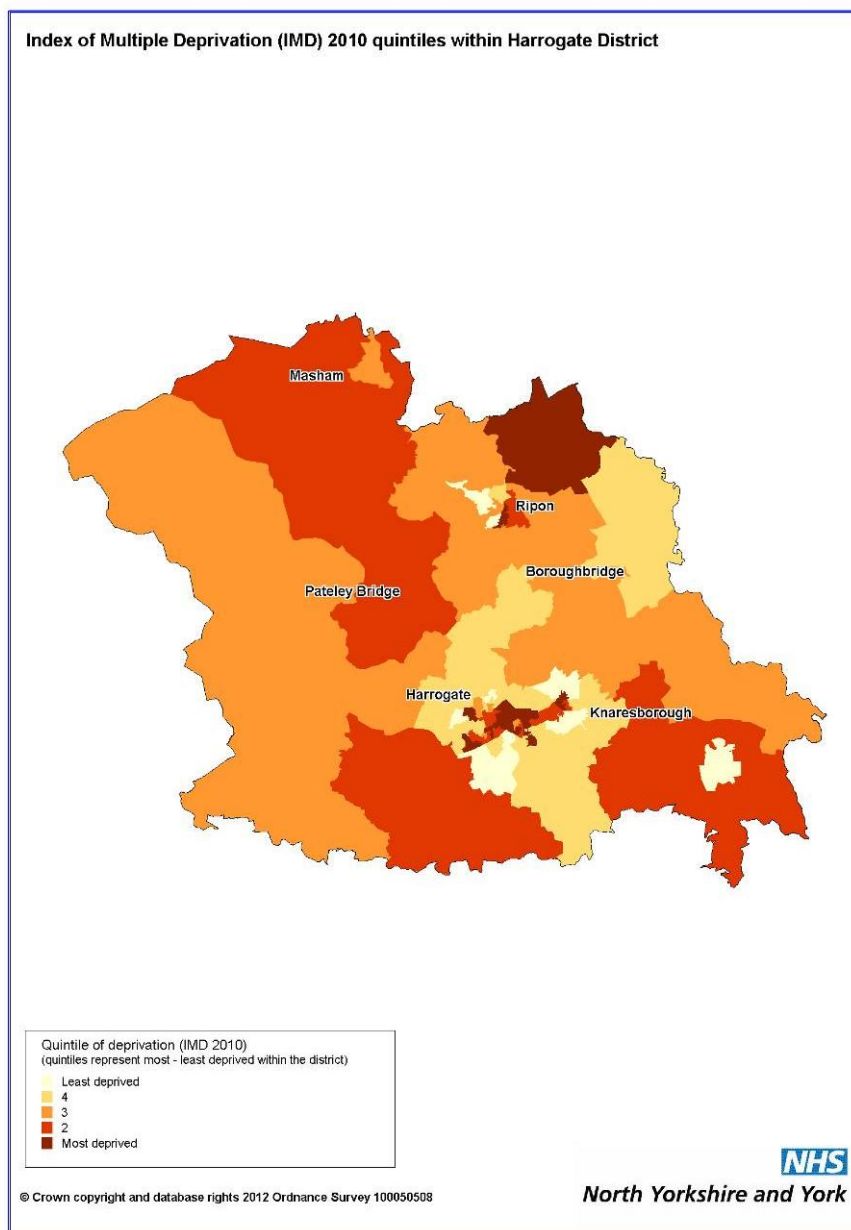 Index of Multiple Deprivation (IMD) 2010 quintiles within Harrogate District
Masham
Ripon
Boroughbridge
Pateley Bridge
Harrogate
Knaresborough
Quintile of deprivation (IMD 2010)
(quintiles represent most - least deprived within the district)
Least deprived
4
3
2
Most deprived
NHS
© Crown copyright and database rights 2012 Ordnance Survey 100050508
North Yorkshire and York